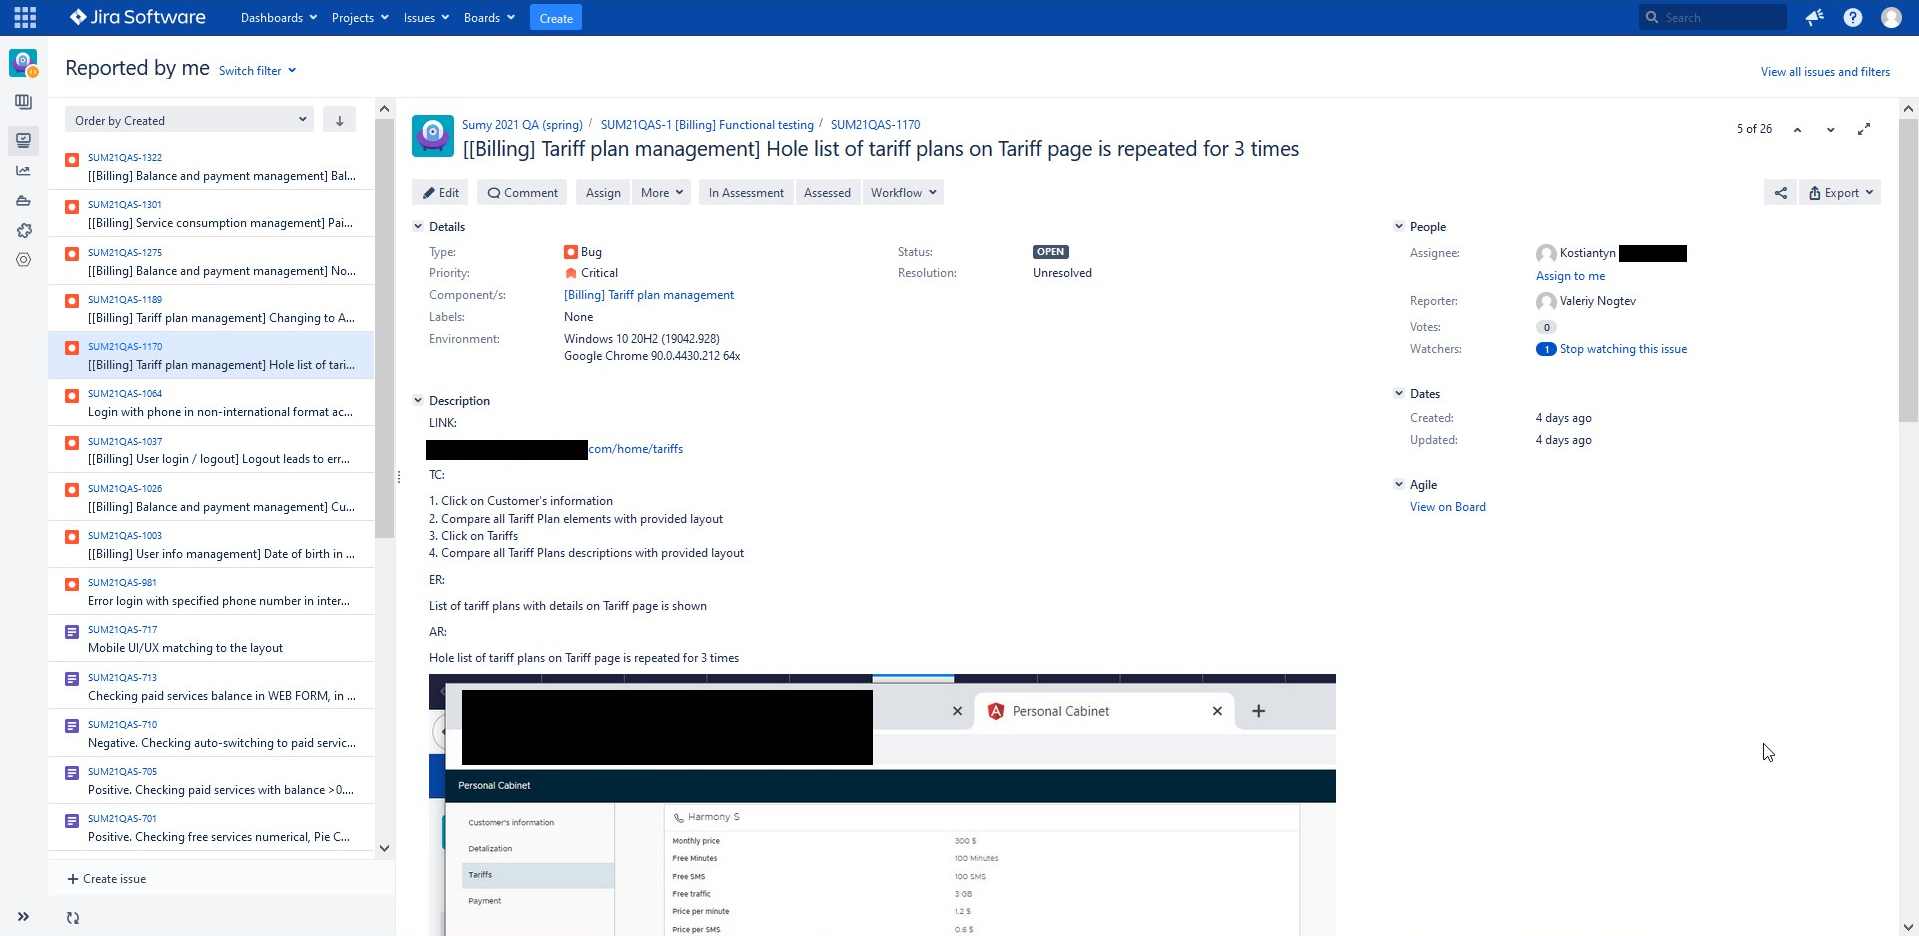 Jira Software Dashboards Projects Issues Boards Create Search
Reported by me Switch filter View all issues and filters
Order by Created
SUM21QAS-1322
[[Billing] Balance and payment management] Bal...
SUM21QAS-1301
[[Billing] Service consumption management] Pai...
SUM21QAS-1275
[[Billing] Balance and payment management] No...
SUM21QAS-1189
[[Billing] Tariff plan management] Changing to A...
SUM21QAS-1170
[[Billing] Tariff plan management] Hole list of tari...
SUM21QAS-1064
Login with phone in non-international format ac...
SUM21QAS-1037
[[Billing] User login / logout] Logout leads to err...
SUM21QAS-1026
[[Billing] Balance and payment management] Cu...
SUM21QAS-1003
[[Billing] User info management] Date of birth in ...
SUM21QAS-981
Error login with specified phone number in inter...
SUM21QAS-717
Mobile UI/UX matching to the layout
SUM21QAS-713
Checking paid services balance in WEB FORM, in ...
SUM21QAS-710
Negative. Checking auto-switching to paid servic...
SUM21QAS-705
Positive. Checking paid services with balance >0....
SUM21QAS-701
Positive. Checking free services numerical, Pie C...
+ Create issue
Sumy 2021 QA (spring) / SUM21QAS-1 [Billing] Functional testing / SUM21QAS-1170
5 of 26
[[Billing] Tariff plan management] Hole list of tariff plans on Tariff page is repeated for 3 times
Edit Comment Assign More In Assessment Assessed Workflow Export
Details
Type: Bug Status: OPEN
Priority: Critical Resolution: Unresolved
Component/s: [Billing] Tariff plan management
Labels: None
Environment: Windows 10 20H2 (19042.928)
Google Chrome 90.0.4430.212 64x
Description
LINK:
com/home/tariffs
TC:
1. Click on Customer's information
2. Compare all Tariff Plan elements with provided layout
3. Click on Tariffs
4. Compare all Tariff Plans descriptions with provided layout
ER:
List of tariff plans with details on Tariff page is shown
AR:
Hole list of tariff plans on Tariff page is repeated for 3 times
Personal Cabinet
Personal Cabinet
Customer's information
Detalization
Tariffs
Payment
Harmony S
Monthly price 300 $
Free Minutes 100 Minutes
Free SMS 100 SMS
Free traffic 3 GB
Price per minute 1.2 $
Price per SMS 0.6 $
People
Assignee: Kostiantyn
Assign to me
Reporter: Valeriy Nogtev
Votes: 0
Watchers: 1 Stop watching this issue
Dates
Created: 4 days ago
Updated: 4 days ago
Agile
View on Board